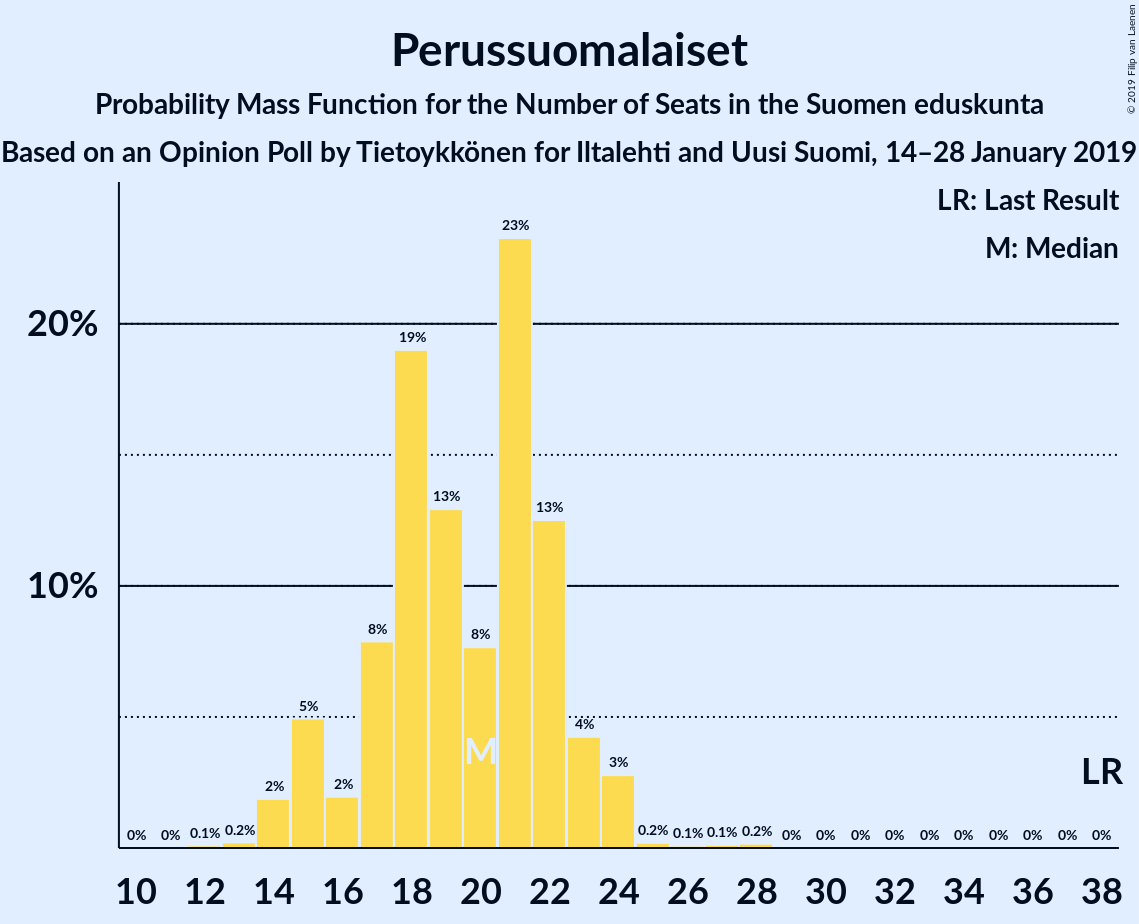 Perussuomalaiset
Probability Mass Function for the Number of Seats in the Suomen eduskunta
Based on an Opinion Poll by Tietoykkönen for Iltalehti and Uusi Suomi, 14–28 January 2019
© 2019 Filip van Laenen
LR: Last Result
M: Median
20%
10%
0% 0% 0.1% 0.2% 2% 5% 2% 8% 19% 13% 8% 23% 13% 4% 3% 0.2% 0.1% 0.1% 0.2% 0% 0% 0% 0% 0% 0% 0% 0% 0% 0%
M
LR
10 12 14 16 18 20 22 24 26 28 30 32 34 36 38